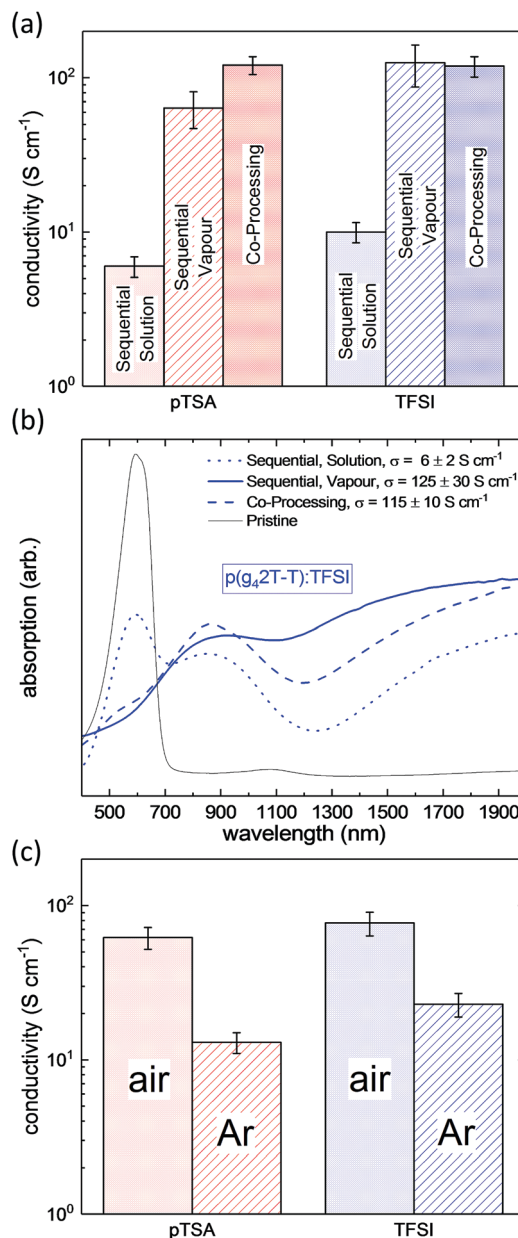 (a)
conductivity (S cm⁻¹)
10²
10¹
10⁰
Sequential
Solution
Sequential
Vapour
Co-Processing
Sequential
Solution
Sequential
Vapour
Co-Processing
pTSA
TFSI
(b)
absorption (arb.)
Sequential, Solution, σ = 6 ± 2 S cm⁻¹
Sequential, Vapour, σ = 125 ± 30 S cm⁻¹
Co-Processing, σ = 115 ± 10 S cm⁻¹
Pristine
p(g₄2T-T):TFSI
500 700 900 1100 1300 1500 1700 1900
wavelength (nm)
(c)
conductivity (S cm⁻¹)
10²
10¹
10⁰
air
Ar
air
Ar
pTSA
TFSI